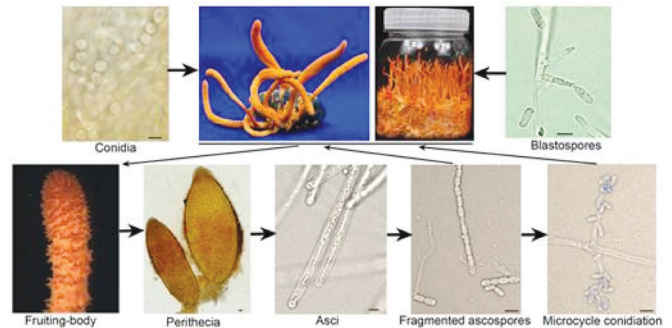 Conidia
Blastospores
Fruiting-body
Perithecia
Asci
Fragmented ascospores
Microcycle conidiation